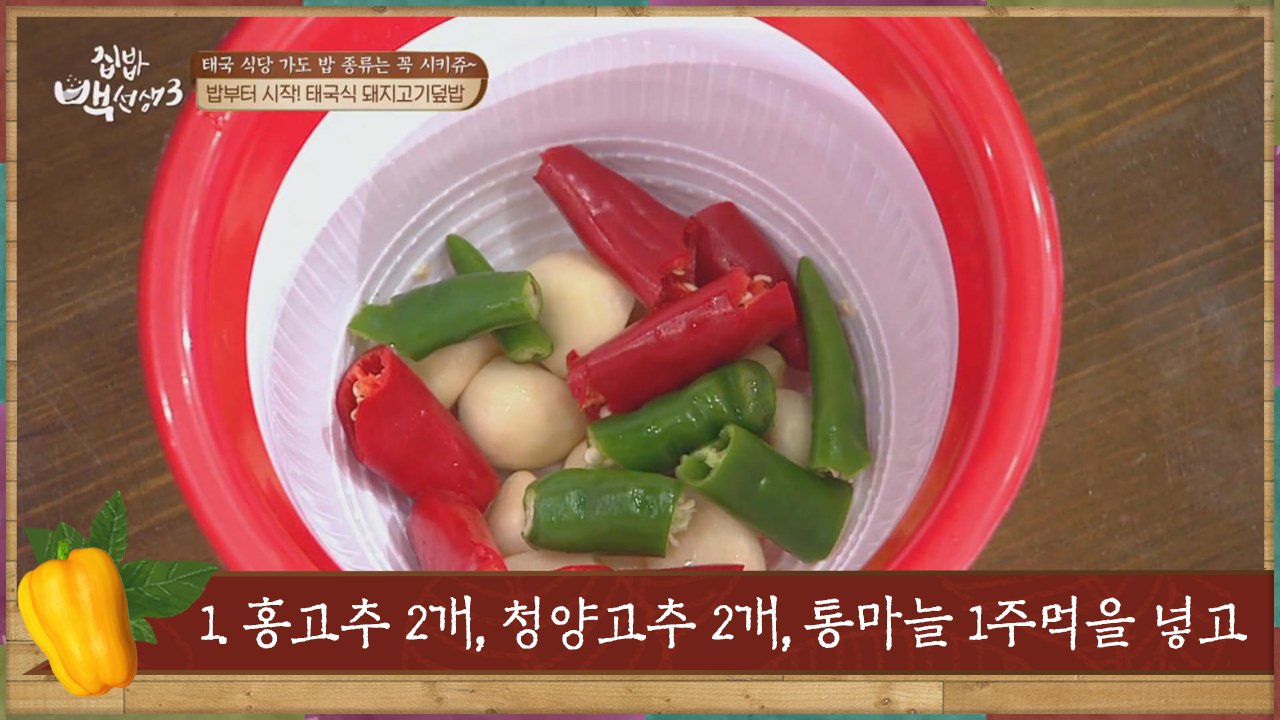 집밥
백선생3
태국 식당 가도 밥 종류는 꼭 시키쥬~
밥부터 시작! 태국식 돼지고기덮밥
1. 홍고추 2개, 청양고추 2개, 통마늘 1주먹을 넣고